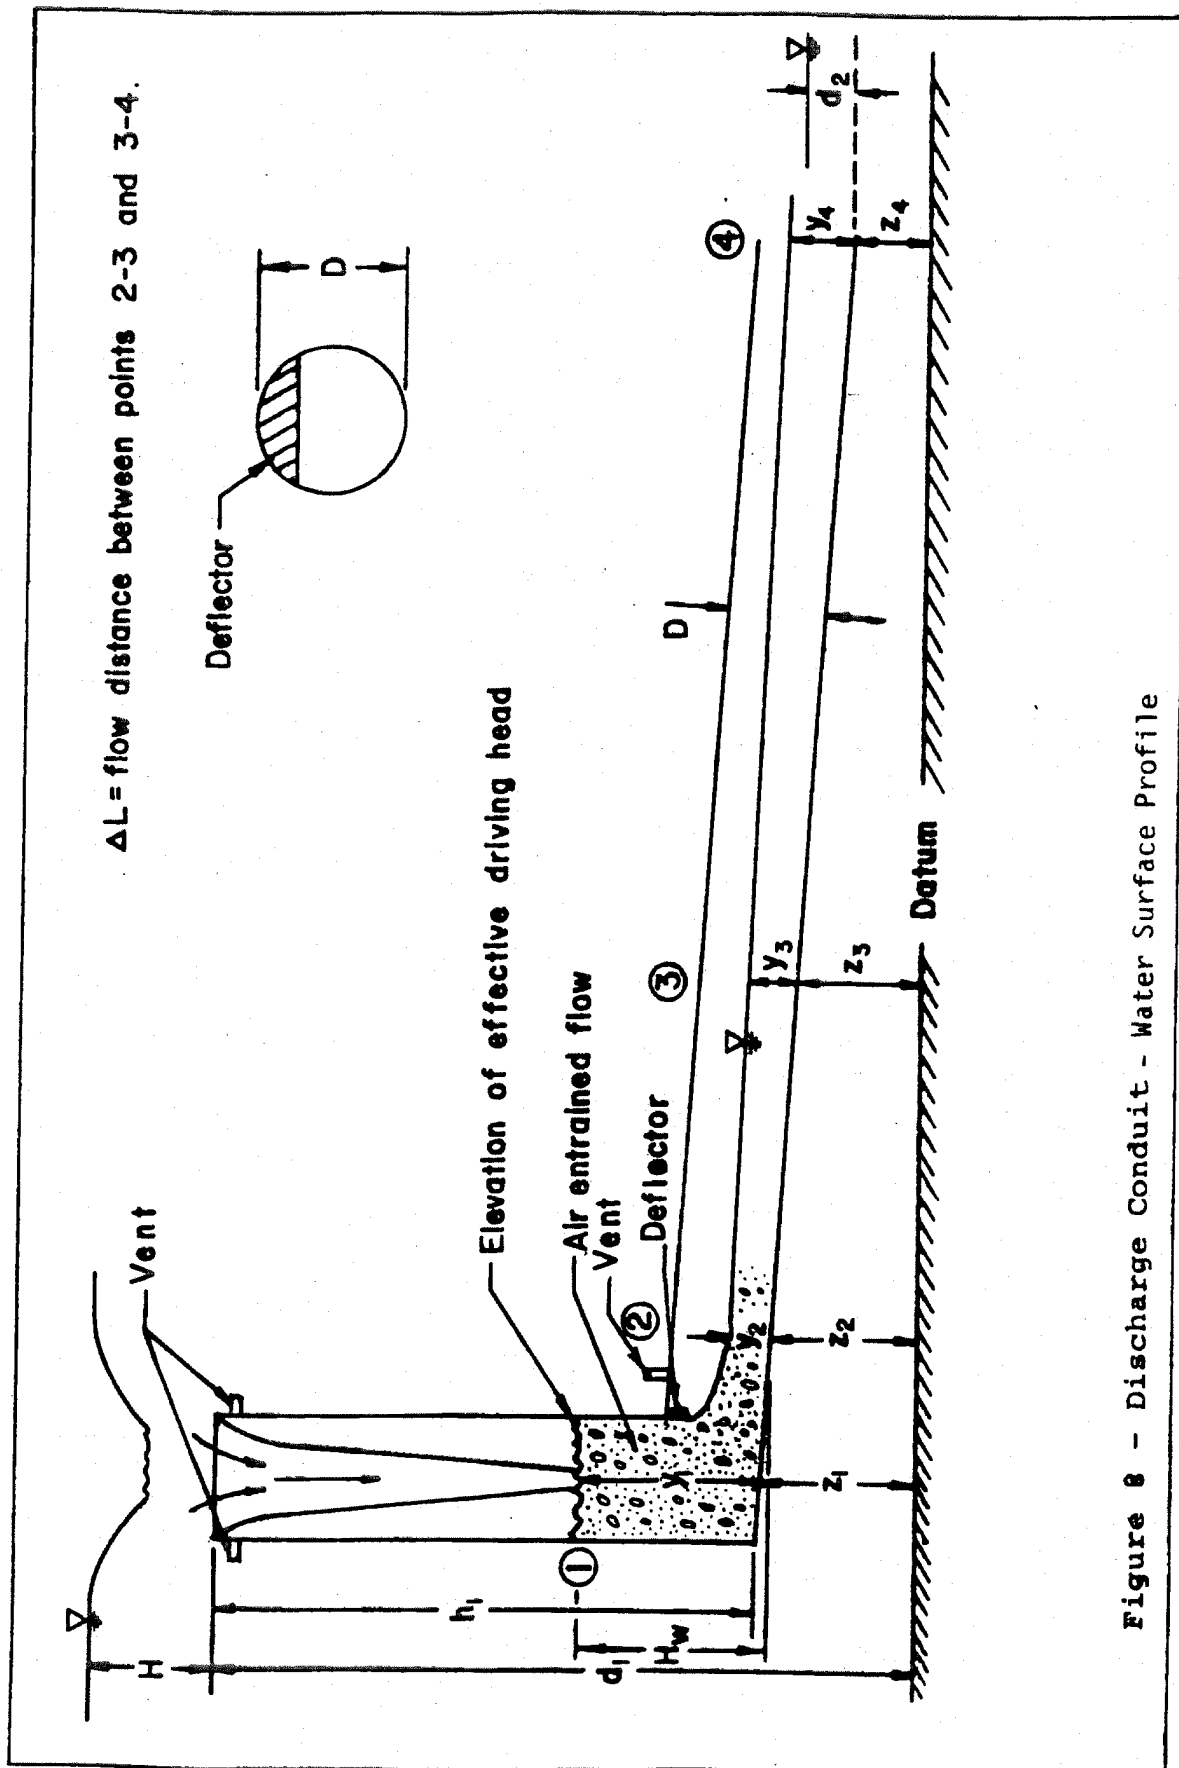 ΔL = flow distance between points 2-3 and 3-4.
Deflector
D
Vent
Elevation of effective driving head
Air entrained flow
Vent
Deflector
①
②
③
④
H
h₁
d₁
H_w
y₁
z₁
y₂
z₂
y₃
z₃
D
y₄
z₄
d₂
Datum
Figure 8 - Discharge Conduit - Water Surface Profile